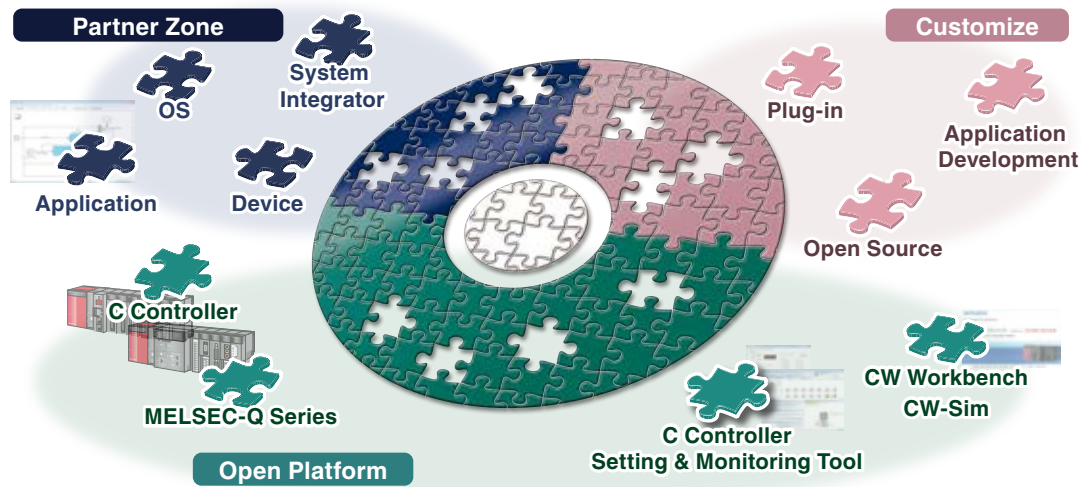 Partner Zone
Customize
OS
System
Integrator
Application
Device
Plug-in
Application
Development
Open Source
C Controller
MELSEC-Q Series
Open Platform
C Controller
Setting & Monitoring Tool
CW Workbench
CW-Sim